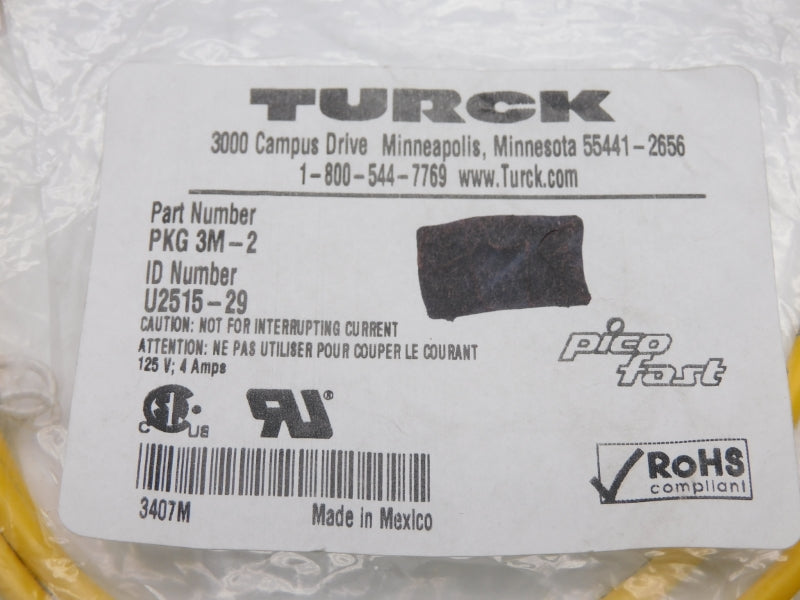 TURCK
3000 Campus Drive Minneapolis, Minnesota 55441-2656
1-800-544-7769 www.Turck.com
Part Number
PKG 3M-2
ID Number
U2515-29
CAUTION: NOT FOR INTERRUPTING CURRENT
ATTENTION: NE PAS UTILISER POUR COUPER LE COURANT
125 V; 4 Amps
pico
fast
C US
RU®
RoHS
compliant
3407M Made in Mexico